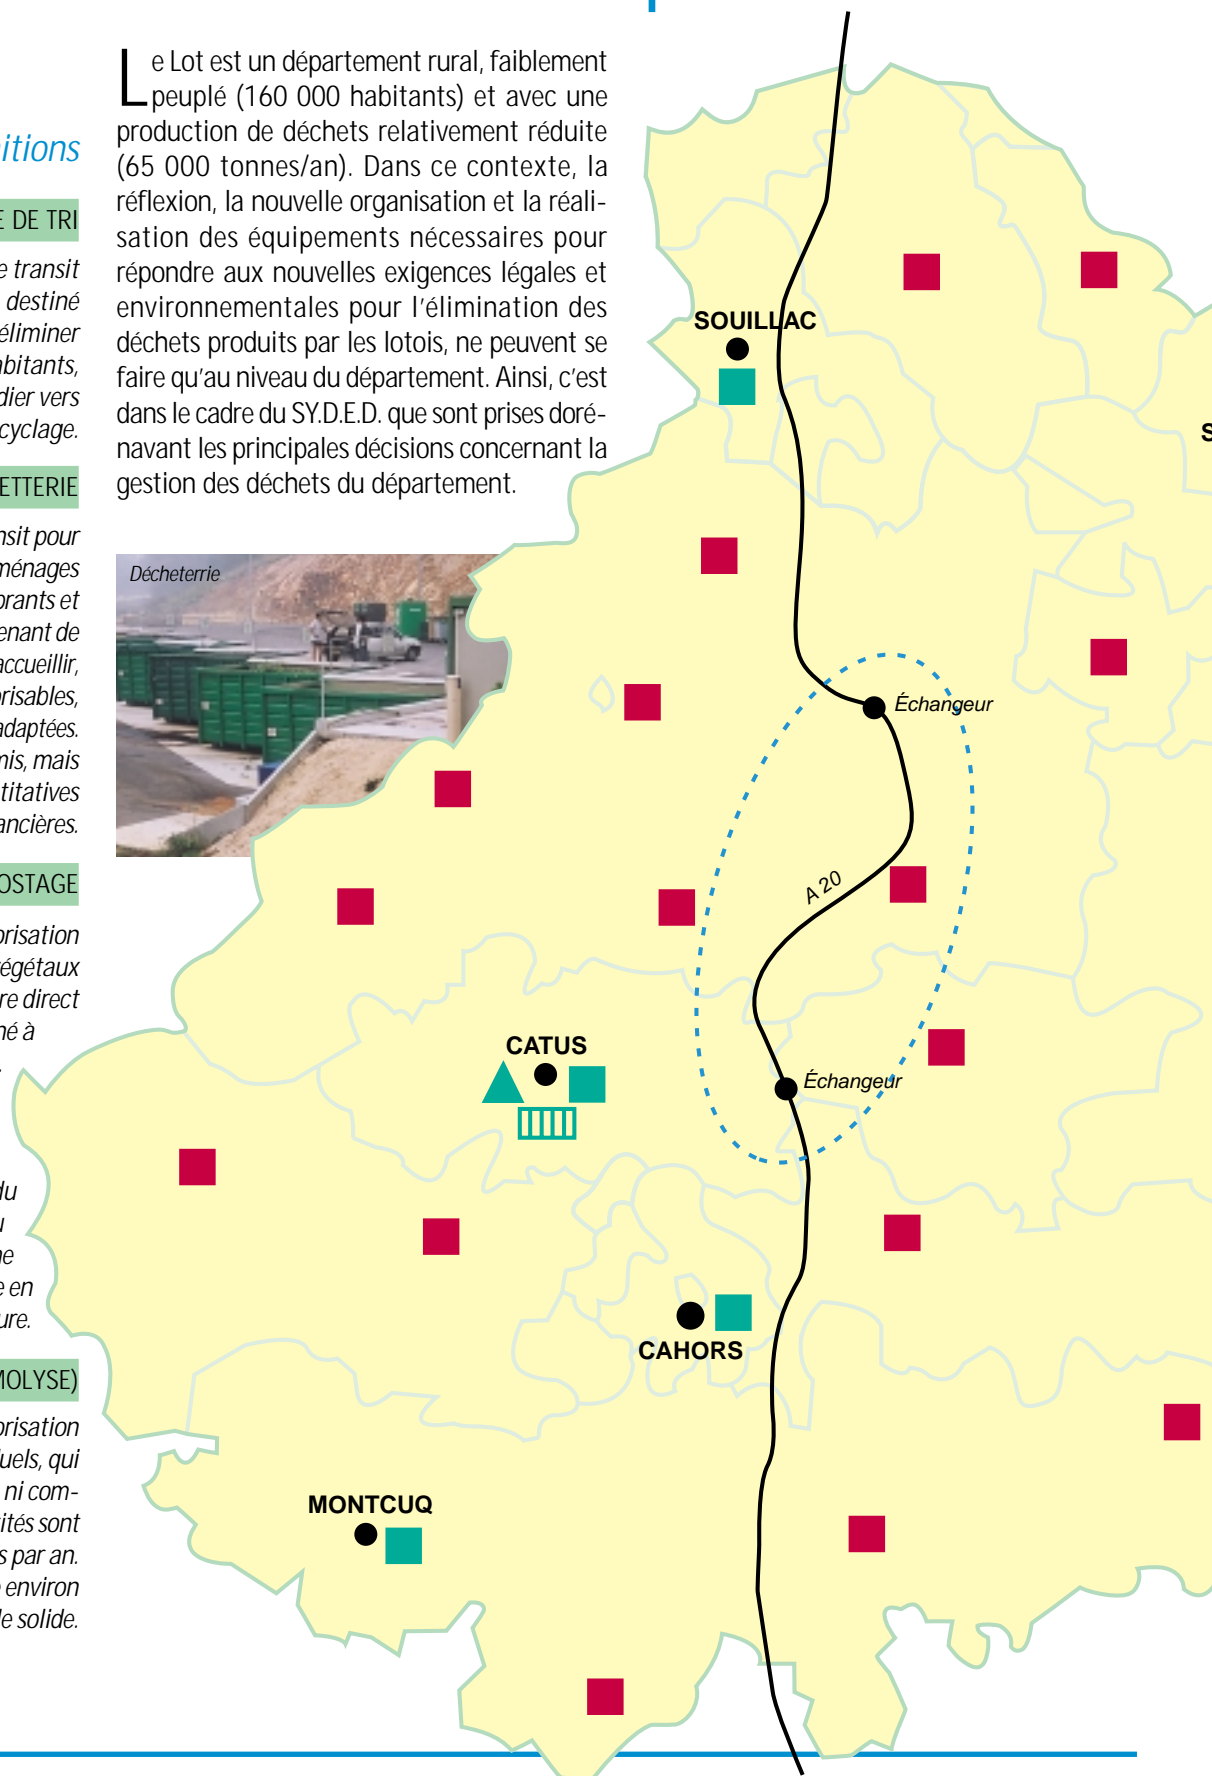 itions
E DE TRI
e transit
destiné
éliminer
abitants,
dier vers
cyclage.
ETTERIE
nsit pour
ménages
brants et
enant de
accueillir,
risables,
adaptées.
mis, mais
titatives
ancières.
OSTAGE
orisation
végétaux
re direct
né à
.
du
u
ne
e en
ure.
MOLYSE)
orisation
duels, qui
ni com-
ités sont
s par an.
environ
le solide.
Le Lot est un département rural, faiblement
peuplé (160 000 habitants) et avec une
production de déchets relativement réduite
(65 000 tonnes/an). Dans ce contexte, la
réflexion, la nouvelle organisation et la réali-
sation des équipements nécessaires pour
répondre aux nouvelles exigences légales et
environnementales pour l'élimination des
déchets produits par les lotois, ne peuvent se
faire qu'au niveau du département. Ainsi, c'est
dans le cadre du SY.D.E.D. que sont prises doré-
navant les principales décisions concernant la
gestion des déchets du département.
Décheterrie
SOUILLAC
S
Échangeur
A 20
CATUS
Échangeur
CAHORS
MONTCUQ